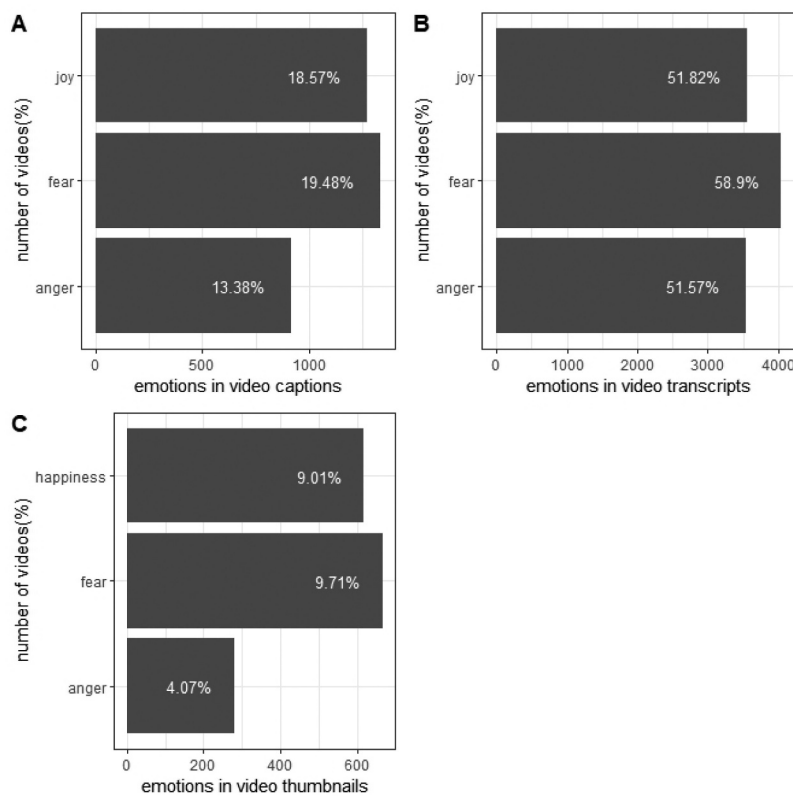 A
number of videos(%)
joy
18.57%
fear
19.48%
anger
13.38%
0 500 1000
emotions in video captions
B
number of videos(%)
joy
51.82%
fear
58.9%
anger
51.57%
0 1000 2000 3000 4000
emotions in video transcripts
C
number of videos(%)
happiness
9.01%
fear
9.71%
anger
4.07%
0 200 400 600
emotions in video thumbnails